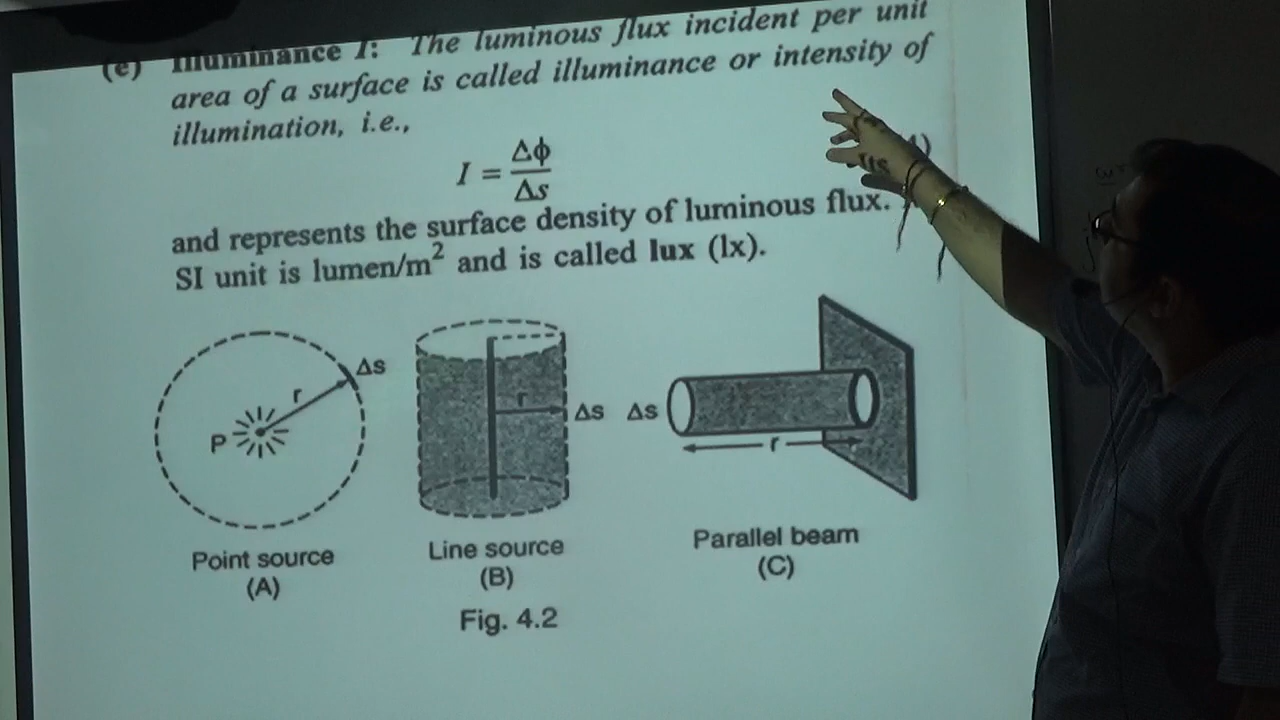 (e) Illuminance I: The luminous flux incident per unit
area of a surface is called illuminance or intensity of
illumination, i.e.,
I = Δϕ/Δs
and represents the surface density of luminous flux.
SI unit is lumen/m² and is called lux (lx).
P r Δs
r Δs
Δs r
Point source
(A)
Line source
(B)
Parallel beam
(C)
Fig. 4.2